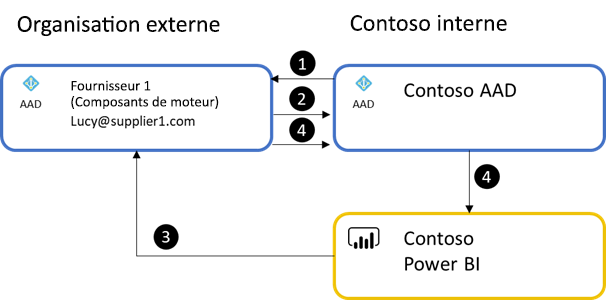 Organisation externe
Contoso interne
AAD
Fournisseur 1
(Composants de moteur)
Lucy@supplier1.com
1
2
4
AAD
Contoso AAD
4
3
Contoso
Power BI